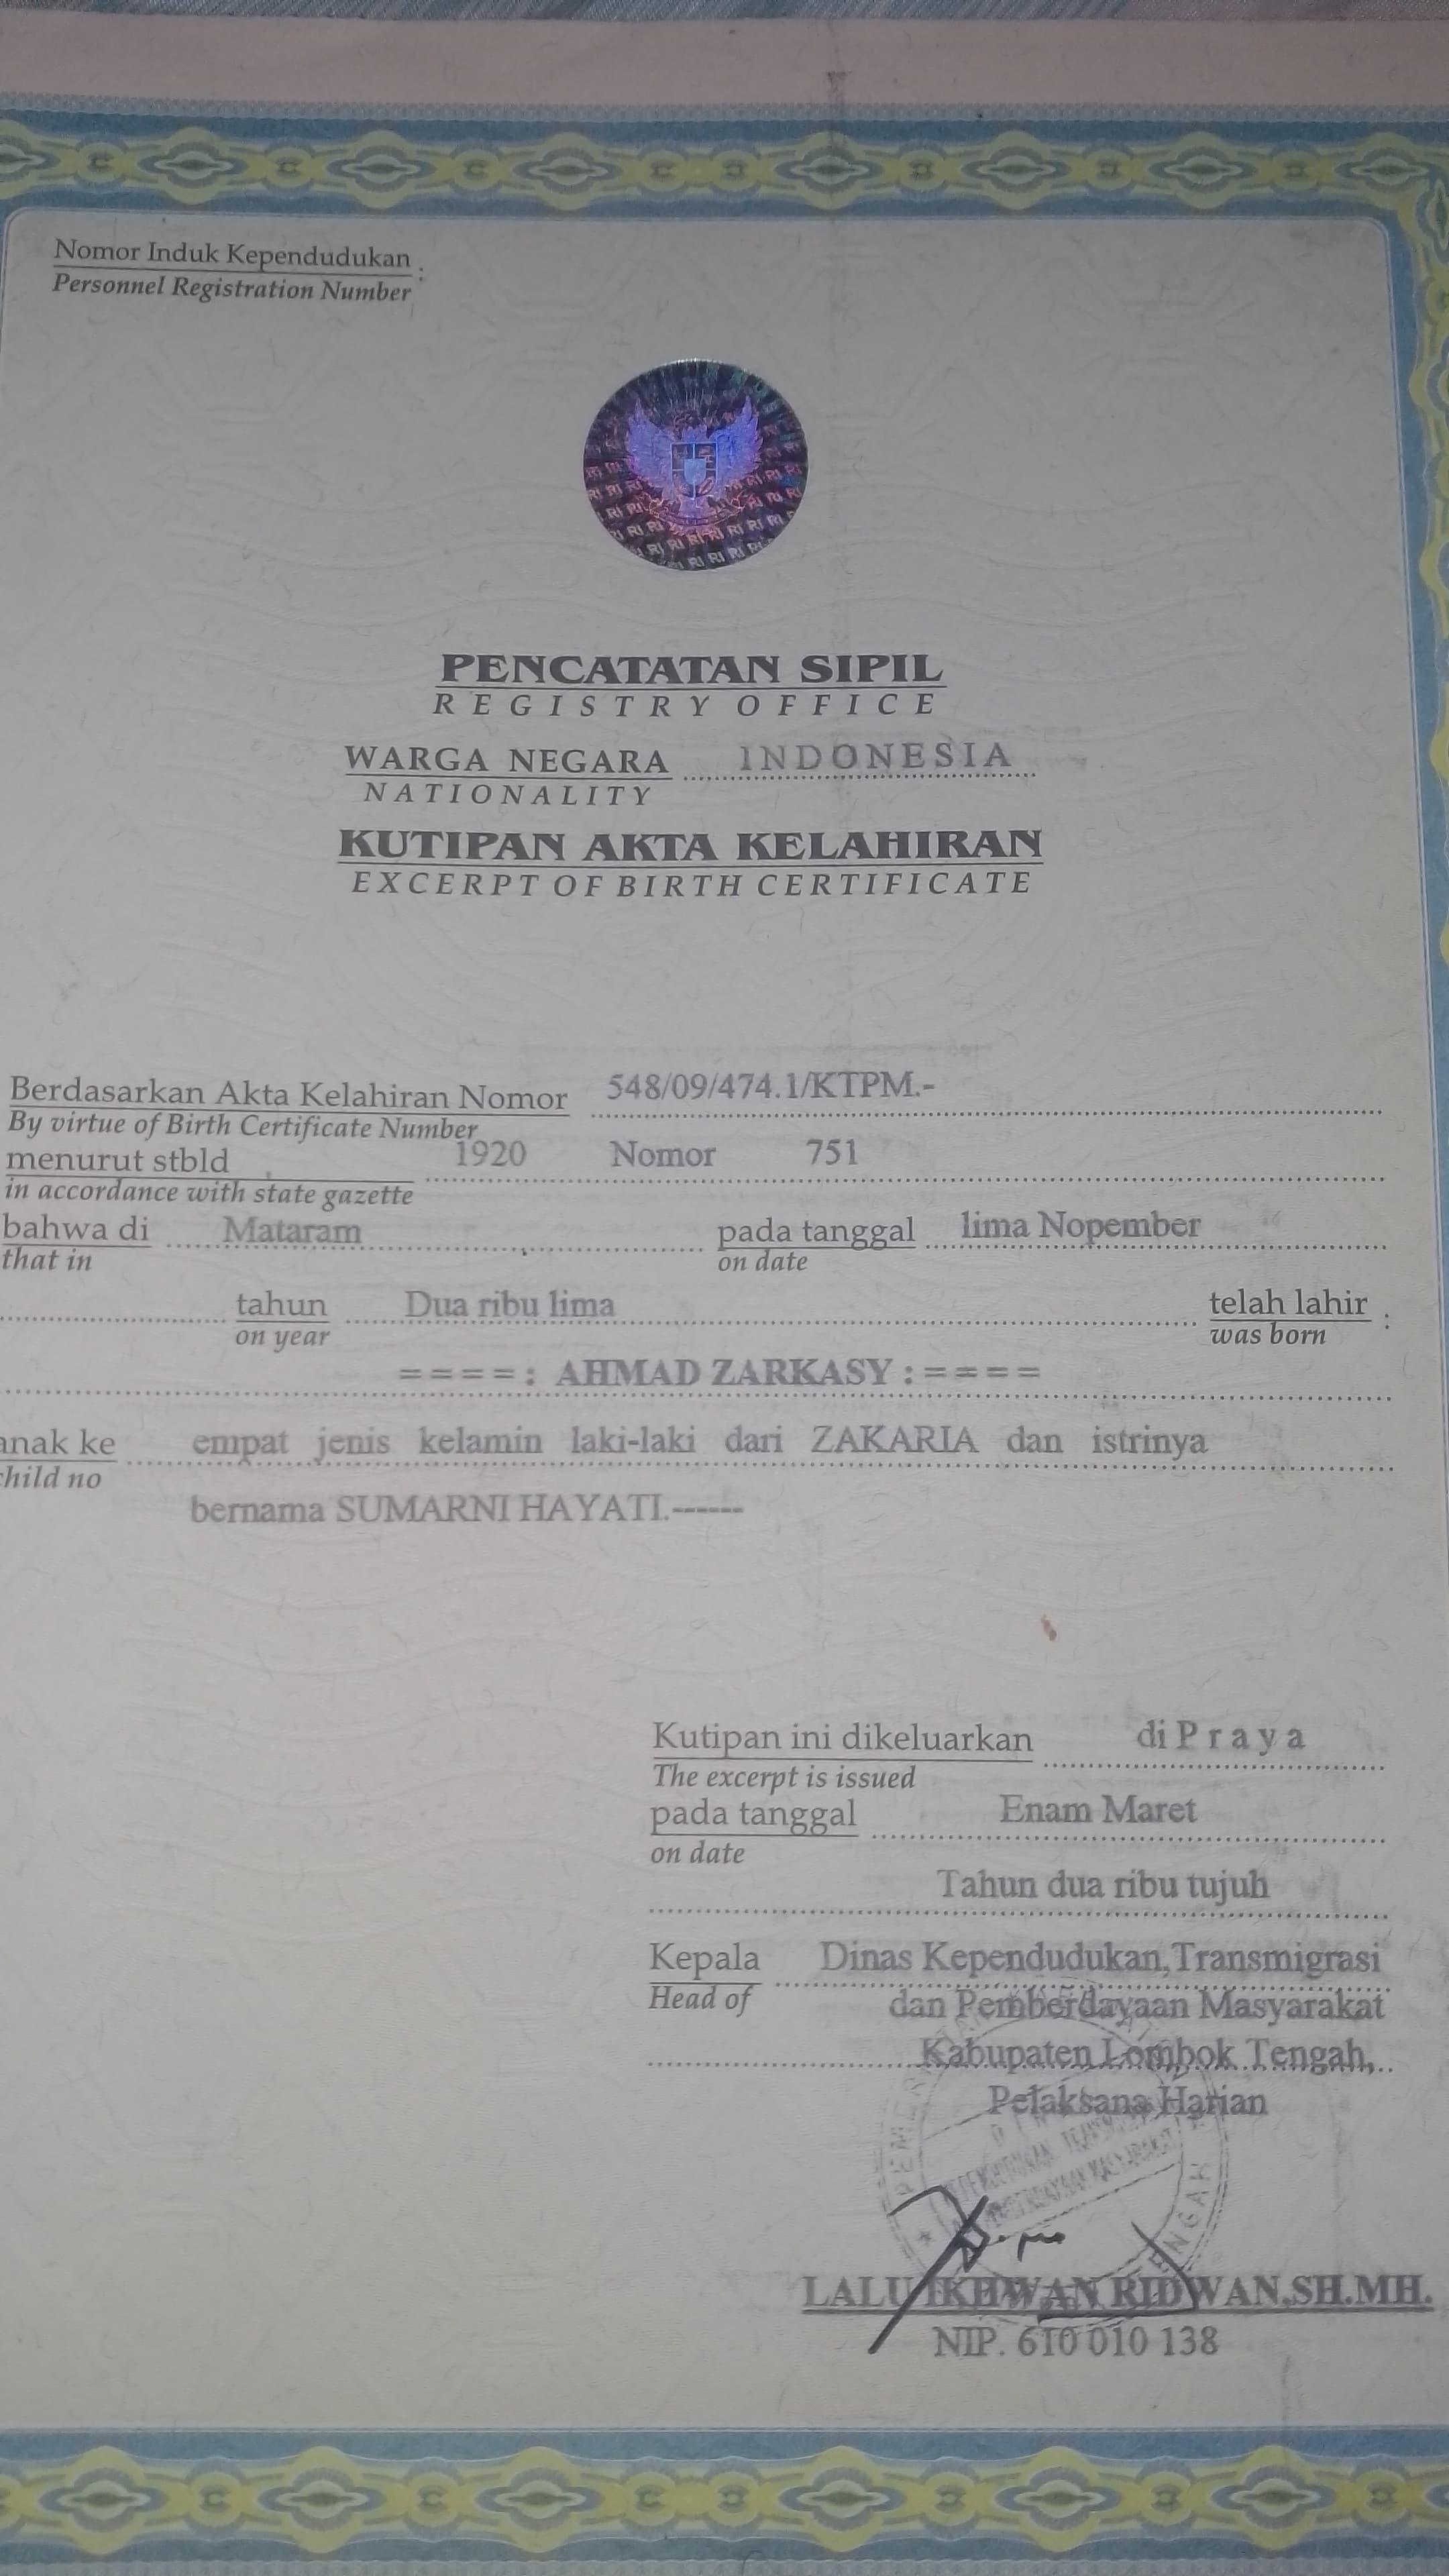 Nomor Induk Kependudukan :
Personnel Registration Number
PENCATATAN SIPIL
REGISTRY OFFICE
WARGA NEGARA INDONESIA
NATIONALITY
KUTIPAN AKTA KELAHIRAN
EXCERPT OF BIRTH CERTIFICATE
Berdasarkan Akta Kelahiran Nomor 548/09/474.1/KTPM.-
By virtue of Birth Certificate Number
menurut stbld 1920 Nomor 751
in accordance with state gazette
bahwa di Mataram pada tanggal lima Nopember
that in on date
tahun Dua ribu lima telah lahir :
on year was born
====: AHMAD ZARKASY :====
anak ke empat jenis kelamin laki-laki dari ZAKARIA dan istrinya
child no
bernama SUMARNI HAYATI.------
Kutipan ini dikeluarkan di P r a y a
The excerpt is issued
pada tanggal Enam Maret
on date
Tahun dua ribu tujuh
Kepala Dinas Kependudukan,Transmigrasi
Head of dan Pemberdayaan Masyarakat
Kabupaten Lombok Tengah,
Pelaksana Harian
LALU IKHWAN RIDWAN,SH.MH.
NIP. 610 010 138